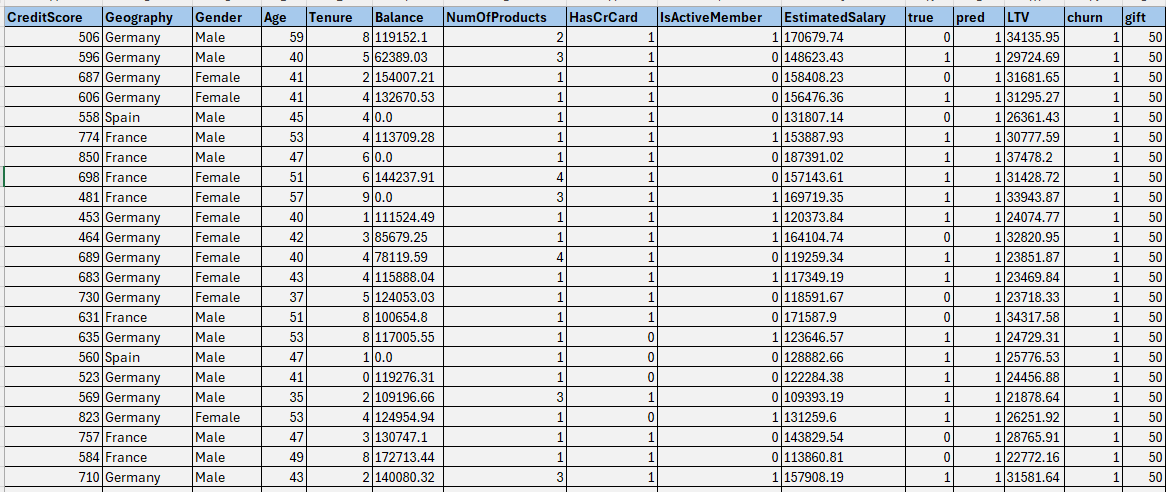 CreditScore Geography Gender Age Tenure Balance NumOfProducts HasCrCard IsActiveMember EstimatedSalary true pred LTV churn gift
506 Germany Male 59 8 119152.1 2 1 1 170679.74 0 1 34135.95 1 50
596 Germany Male 40 5 62389.03 3 1 0 148623.43 1 1 29724.69 1 50
687 Germany Female 41 2 154007.21 1 1 0 158408.23 0 1 31681.65 1 50
606 Germany Female 41 4 132670.53 1 1 0 156476.36 1 1 31295.27 1 50
558 Spain Male 45 4 0.0 1 1 0 131807.14 0 1 26361.43 1 50
774 France Male 53 4 113709.28 1 1 1 153887.93 1 1 30777.59 1 50
850 France Male 47 6 0.0 1 1 0 187391.02 1 1 37478.2 1 50
698 France Female 51 6 144237.91 4 1 0 157143.61 1 1 31428.72 1 50
481 France Female 57 9 0.0 3 1 1 169719.35 1 1 33943.87 1 50
453 Germany Female 40 1 111524.49 1 1 1 120373.84 1 1 24074.77 1 50
464 Germany Female 42 3 85679.25 1 1 1 164104.74 0 1 32820.95 1 50
689 Germany Female 40 4 78119.59 4 1 0 119259.34 1 1 23851.87 1 50
683 Germany Female 43 4 115888.04 1 1 1 117349.19 1 1 23469.84 1 50
730 Germany Female 37 5 124053.03 1 1 0 118591.67 0 1 23718.33 1 50
631 France Male 51 8 100654.8 1 1 0 171587.9 0 1 34317.58 1 50
635 Germany Male 53 8 117005.55 1 0 1 123646.57 1 1 24729.31 1 50
560 Spain Male 47 1 0.0 1 0 0 128882.66 1 1 25776.53 1 50
523 Germany Male 41 0 119276.31 1 0 0 122284.38 1 1 24456.88 1 50
569 Germany Male 35 2 109196.66 3 1 0 109393.19 1 1 21878.64 1 50
823 Germany Female 53 4 124954.94 1 0 1 131259.6 1 1 26251.92 1 50
757 France Male 47 3 130747.1 1 1 0 143829.54 0 1 28765.91 1 50
584 France Male 49 8 172713.44 1 1 0 113860.81 0 1 22772.16 1 50
710 Germany Male 43 2 140080.32 3 1 1 157908.19 1 1 31581.64 1 50